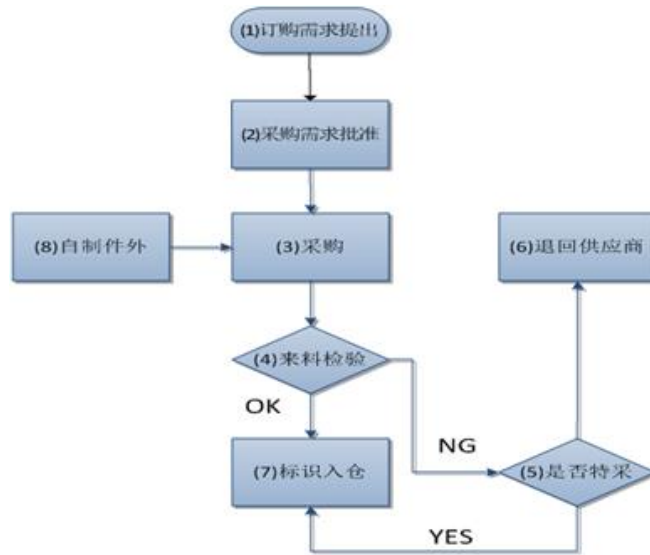 (1)订购需求提出
(2)采购需求批准
(8)自制件外
(3)采购
(6)退回供应商
(4)来料检验
OK
NG
(7)标识入仓
(5)是否特采
YES